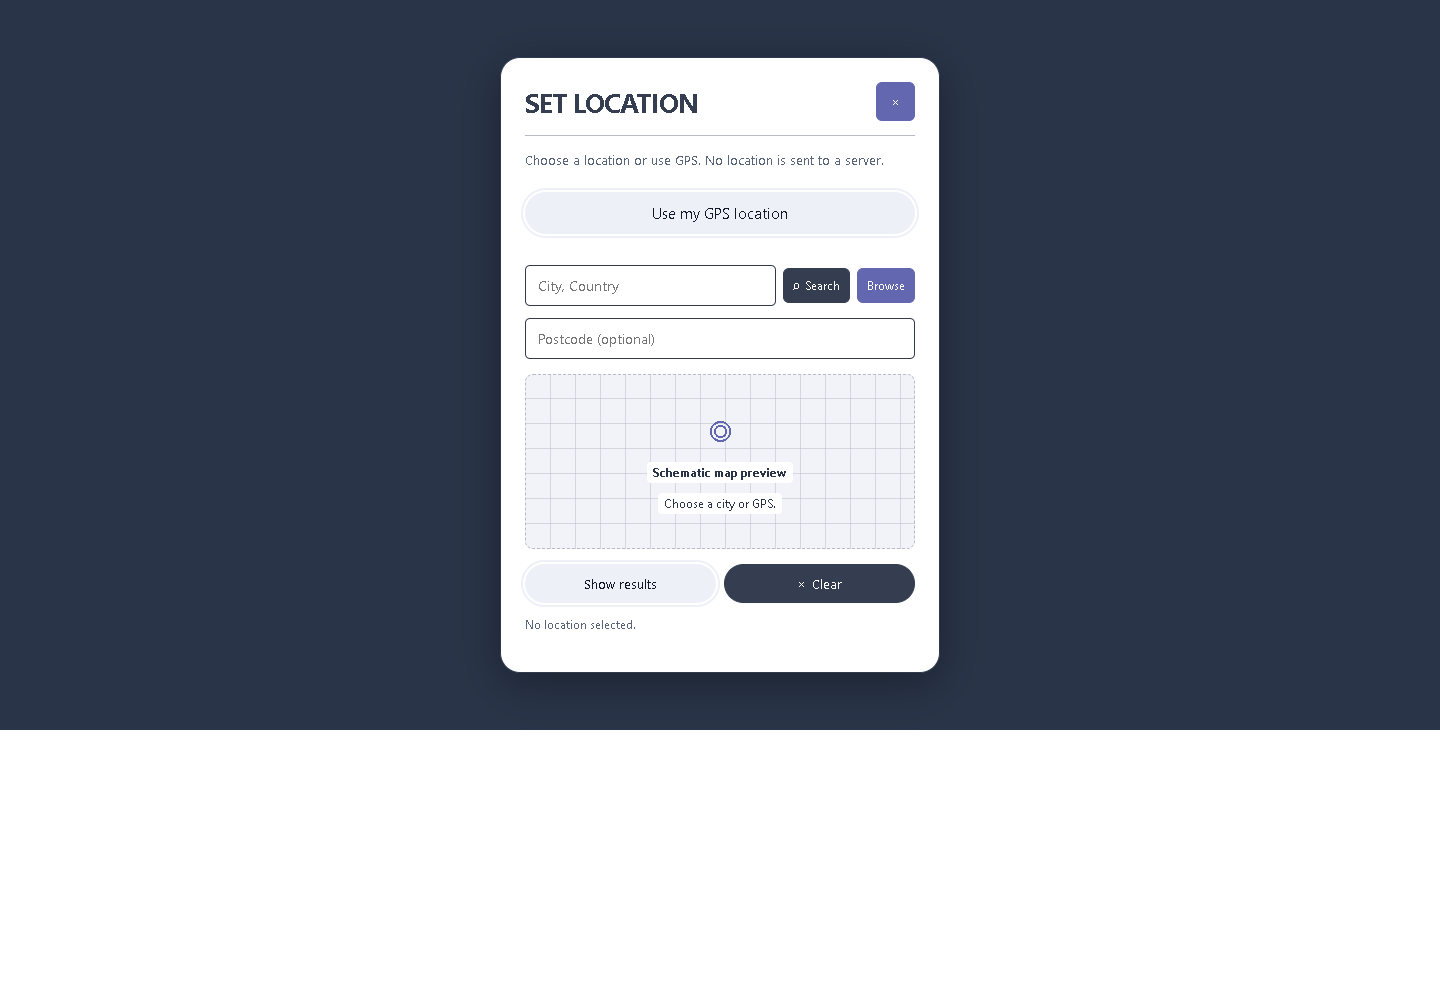 SET LOCATION
×
Choose a location or use GPS. No location is sent to a server.
Use my GPS location
City, Country
⌕ Search
Browse
Postcode (optional)
Schematic map preview
Choose a city or GPS.
Show results
× Clear
No location selected.